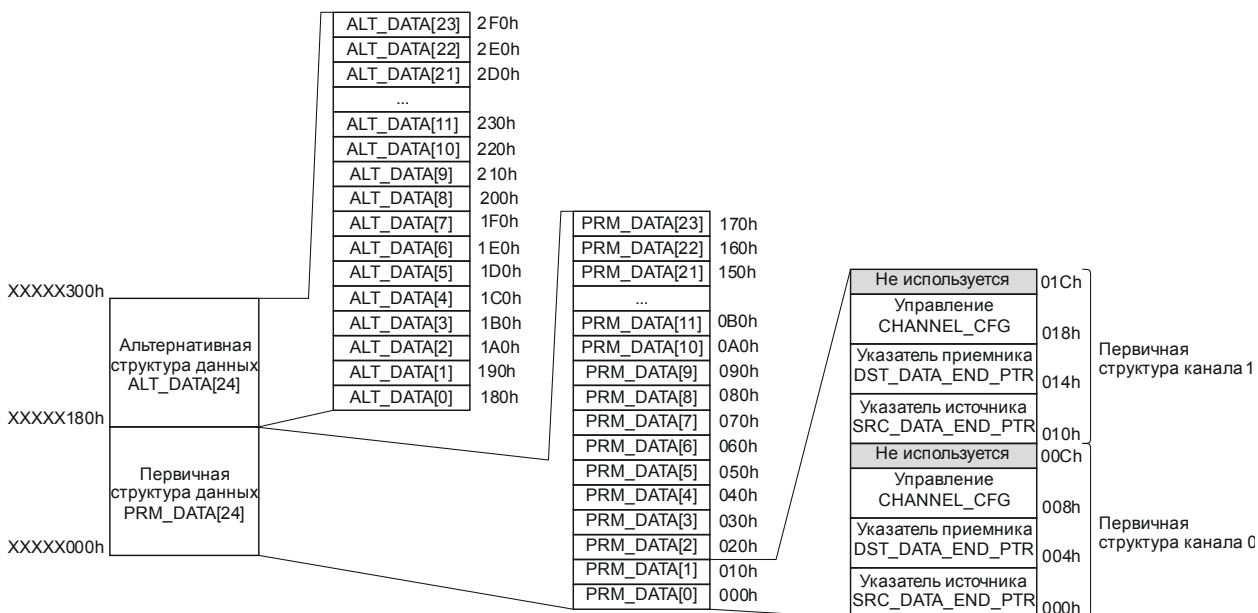 XXXXX300h
Альтернативная
структура данных
ALT_DATA[24]
XXXXX180h
Первичная
структура данных
PRM_DATA[24]
XXXXX000h
ALT_DATA[23] 2F0h
ALT_DATA[22] 2E0h
ALT_DATA[21] 2D0h
...
ALT_DATA[11] 230h
ALT_DATA[10] 220h
ALT_DATA[9] 210h
ALT_DATA[8] 200h
ALT_DATA[7] 1F0h
ALT_DATA[6] 1E0h
ALT_DATA[5] 1D0h
ALT_DATA[4] 1C0h
ALT_DATA[3] 1B0h
ALT_DATA[2] 1A0h
ALT_DATA[1] 190h
ALT_DATA[0] 180h
PRM_DATA[23] 170h
PRM_DATA[22] 160h
PRM_DATA[21] 150h
...
PRM_DATA[11] 0B0h
PRM_DATA[10] 0A0h
PRM_DATA[9] 090h
PRM_DATA[8] 080h
PRM_DATA[7] 070h
PRM_DATA[6] 060h
PRM_DATA[5] 050h
PRM_DATA[4] 040h
PRM_DATA[3] 030h
PRM_DATA[2] 020h
PRM_DATA[1] 010h
PRM_DATA[0] 000h
Не используется 01Ch
Управление
CHANNEL_CFG 018h
Указатель приемника
DST_DATA_END_PTR 014h
Указатель источника
SRC_DATA_END_PTR 010h
Первичная
структура канала 1
Не используется 00Ch
Управление
CHANNEL_CFG 008h
Указатель приемника
DST_DATA_END_PTR 004h
Указатель источника
SRC_DATA_END_PTR 000h
Первичная
структура канала 0